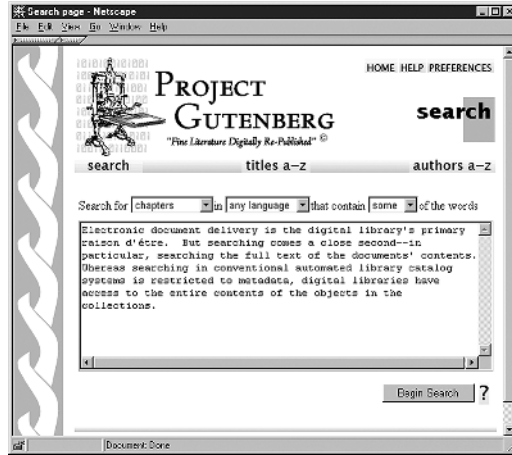 Search page - Netscape
File Edit View Go Window Help
HOME HELP PREFERENCES
PROJECT
GUTENBERG
"Fine Literature Digitally Re-Published" ©
search
search titles a–z authors a–z
Search for chapters in any language that contain some of the words
Electronic document delivery is the digital library's primary
raison d'étre. But searching comes a close second--in
particular, searching the full text of the documents' contents.
Whereas searching in conventional automated library catalog
systems is restricted to metadata, digital libraries have
access to the entire contents of the objects in the
collections.
Begin Search ?
Document: Done